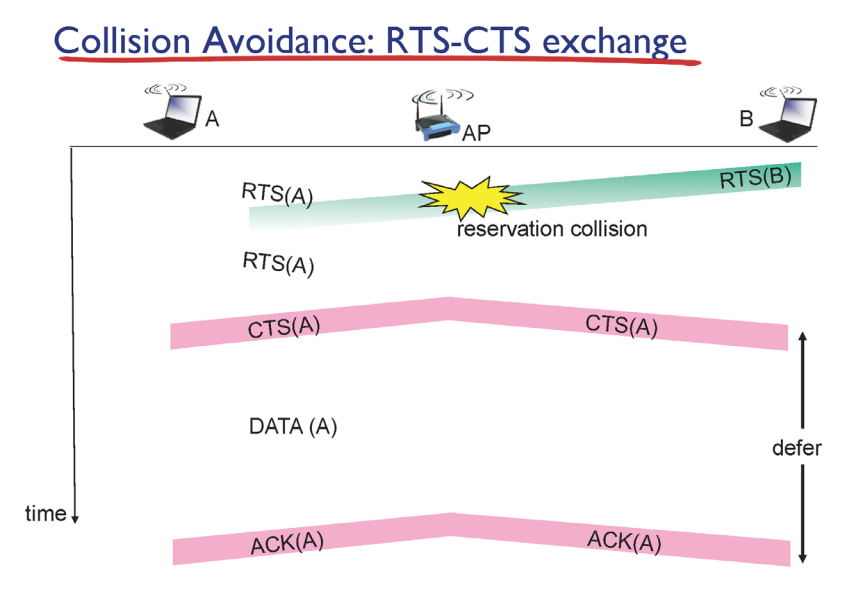 Collision Avoidance: RTS-CTS exchange
A
AP
B
RTS(A)
RTS(B)
reservation collision
RTS(A)
CTS(A)
CTS(A)
DATA (A)
defer
time
ACK(A)
ACK(A)